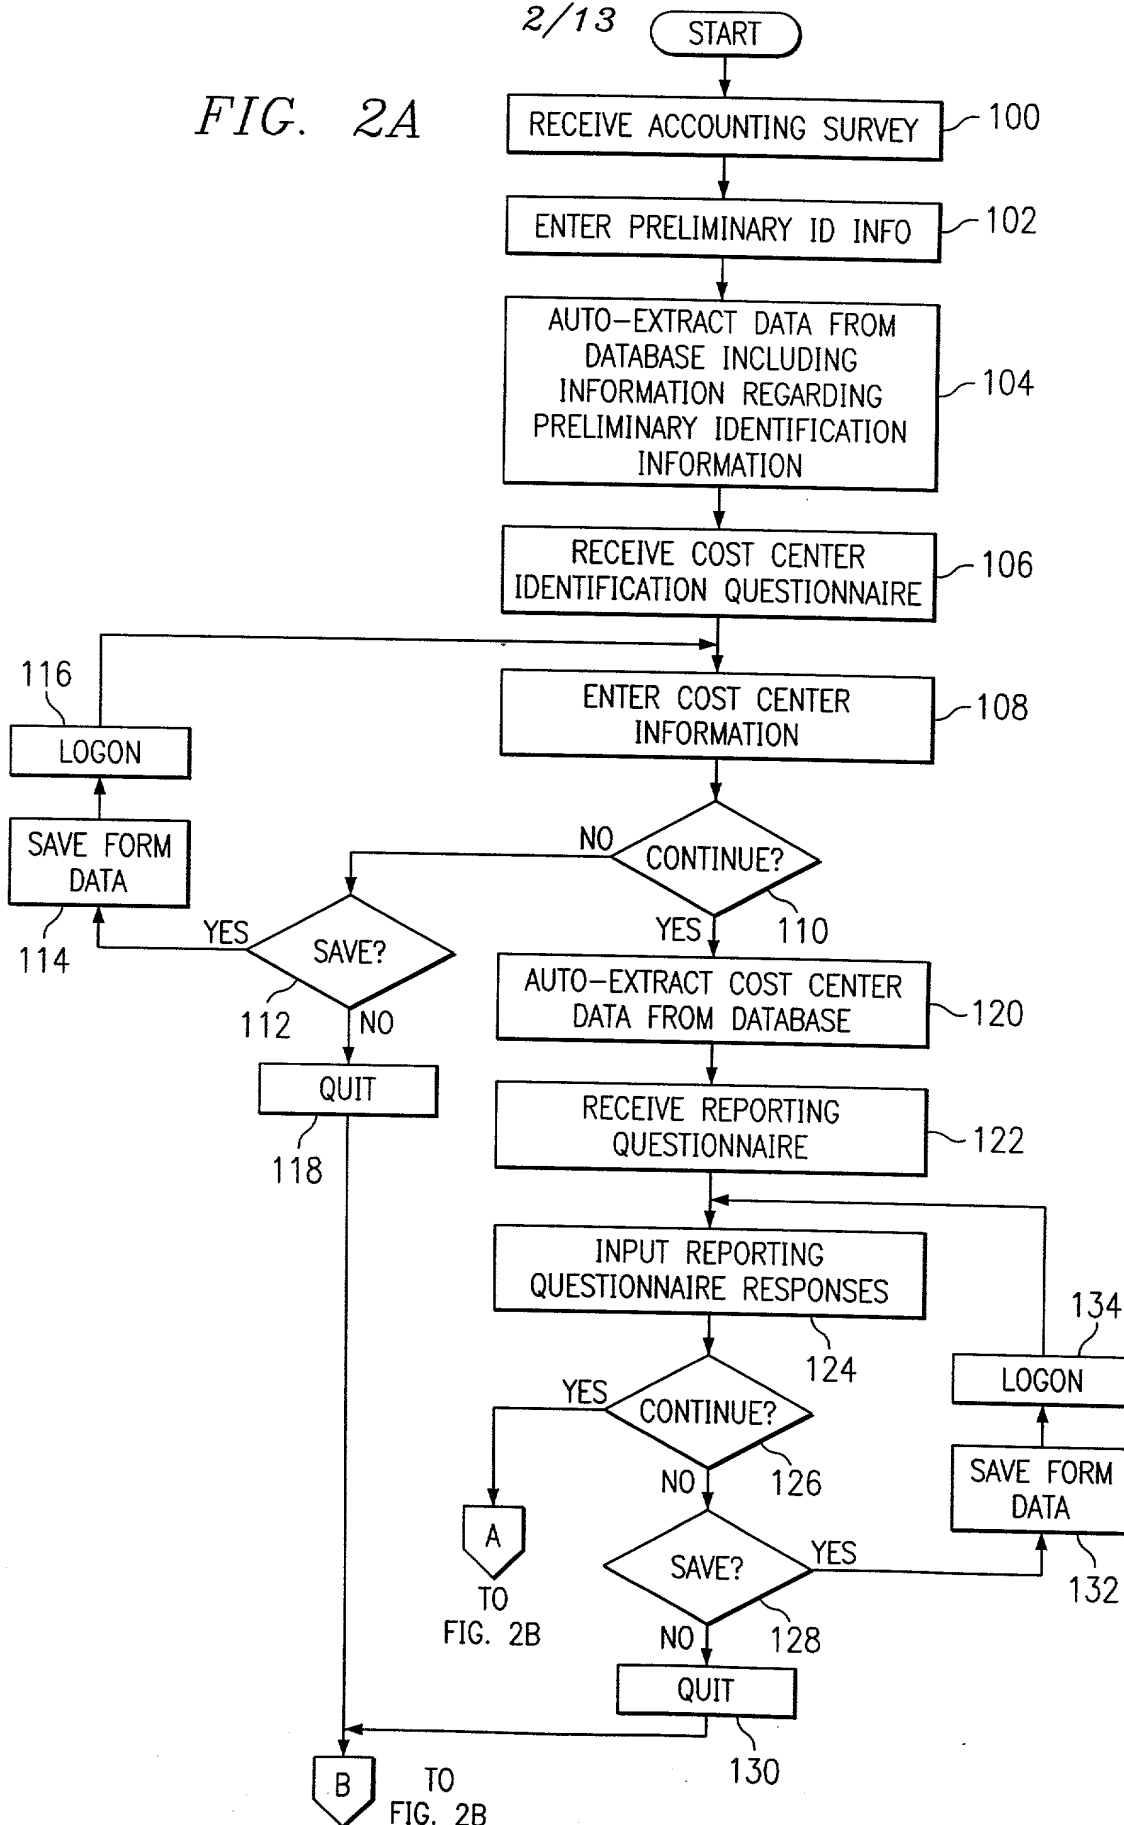 2/13
START
FIG. 2A
RECEIVE ACCOUNTING SURVEY
100
ENTER PRELIMINARY ID INFO
102
AUTO-EXTRACT DATA FROM
DATABASE INCLUDING
INFORMATION REGARDING
PRELIMINARY IDENTIFICATION
INFORMATION
104
RECEIVE COST CENTER
IDENTIFICATION QUESTIONNAIRE
106
116
LOGON
ENTER COST CENTER
INFORMATION
108
SAVE FORM
DATA
114
NO
CONTINUE?
110
YES
YES
SAVE?
112
NO
AUTO-EXTRACT COST CENTER
DATA FROM DATABASE
120
QUIT
118
RECEIVE REPORTING
QUESTIONNAIRE
122
INPUT REPORTING
QUESTIONNAIRE RESPONSES
124
134
LOGON
YES
CONTINUE?
126
NO
SAVE FORM
DATA
132
A
TO
FIG. 2B
SAVE?
YES
128
NO
QUIT
130
B
TO
FIG. 2B